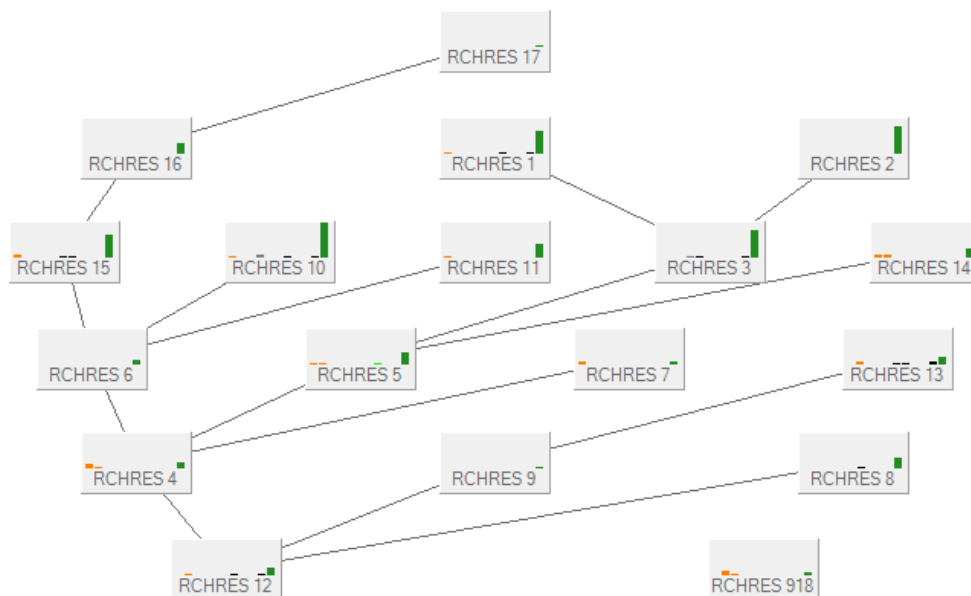 RCHRES 17
RCHRES 16
RCHRES 1
RCHRES 2
RCHRES 15
RCHRES 10
RCHRES 11
RCHRES 3
RCHRES 14
RCHRES 6
RCHRES 5
RCHRES 7
RCHRES 13
RCHRES 4
RCHRES 9
RCHRES 8
RCHRES 12
RCHRES 918